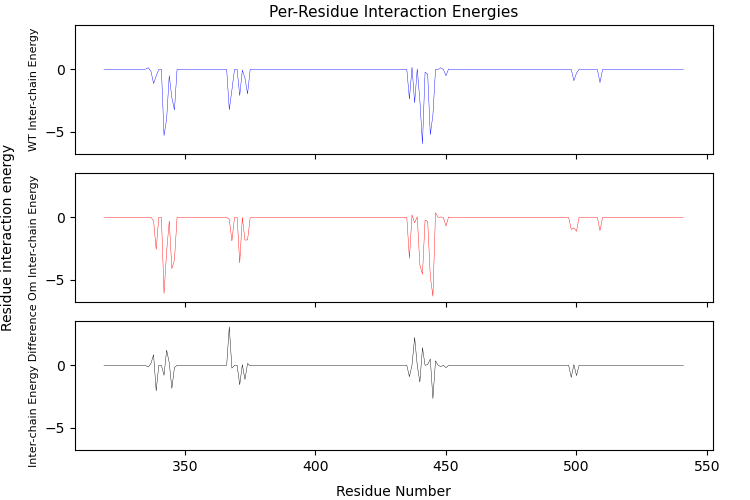 Per-Residue Interaction Energies
Residue interaction energy
WT Inter-chain Energy
0
−5
Om Inter-chain Energy
0
−5
Inter-chain Energy Difference
0
−5
350
400
450
500
550
Residue Number